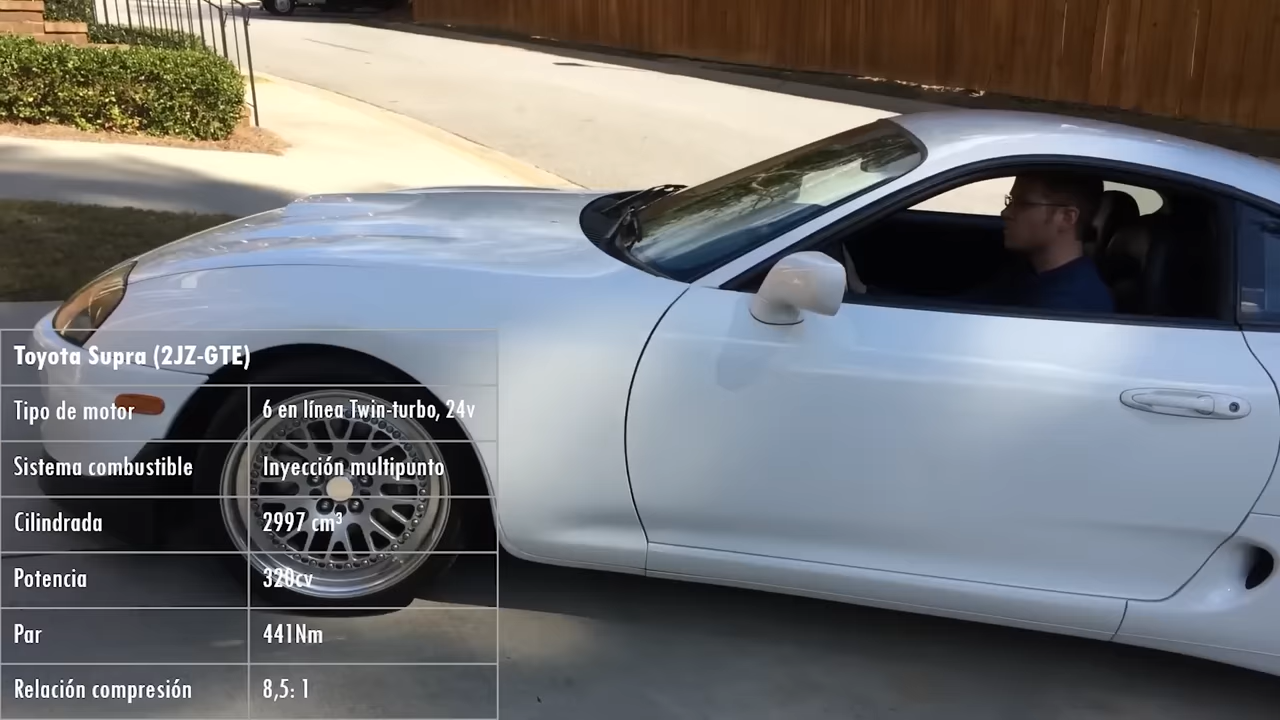 Toyota Supra (2JZ-GTE)
Tipo de motor 6 en línea Twin-turbo, 24v
Sistema combustible Inyección multipunto
Cilindrada 2997 cm³
Potencia 320cv
Par 441Nm
Relación compresión 8,5: 1